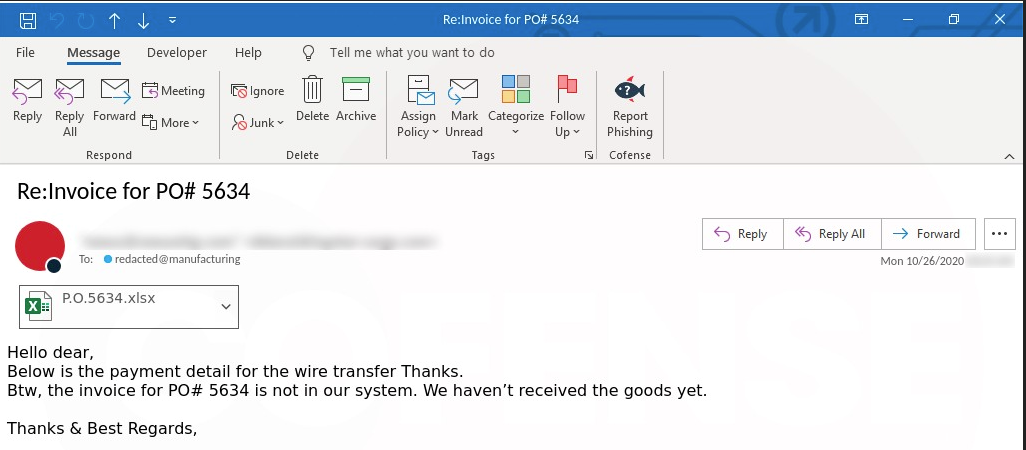 Re:Invoice for PO# 5634
File Message Developer Help Tell me what you want to do
Reply
Reply All
Forward
Meeting
More
Respond
Ignore
Junk
Delete
Archive
Delete
Assign Policy
Mark Unread
Categorize
Follow Up
Tags
Report Phishing
Cofense
Re:Invoice for PO# 5634
To: redacted@manufacturing
Reply Reply All Forward
Mon 10/26/2020
P.O.5634.xlsx
Hello dear,
Below is the payment detail for the wire transfer Thanks.
Btw, the invoice for PO# 5634 is not in our system. We haven’t received the goods yet.
Thanks & Best Regards,